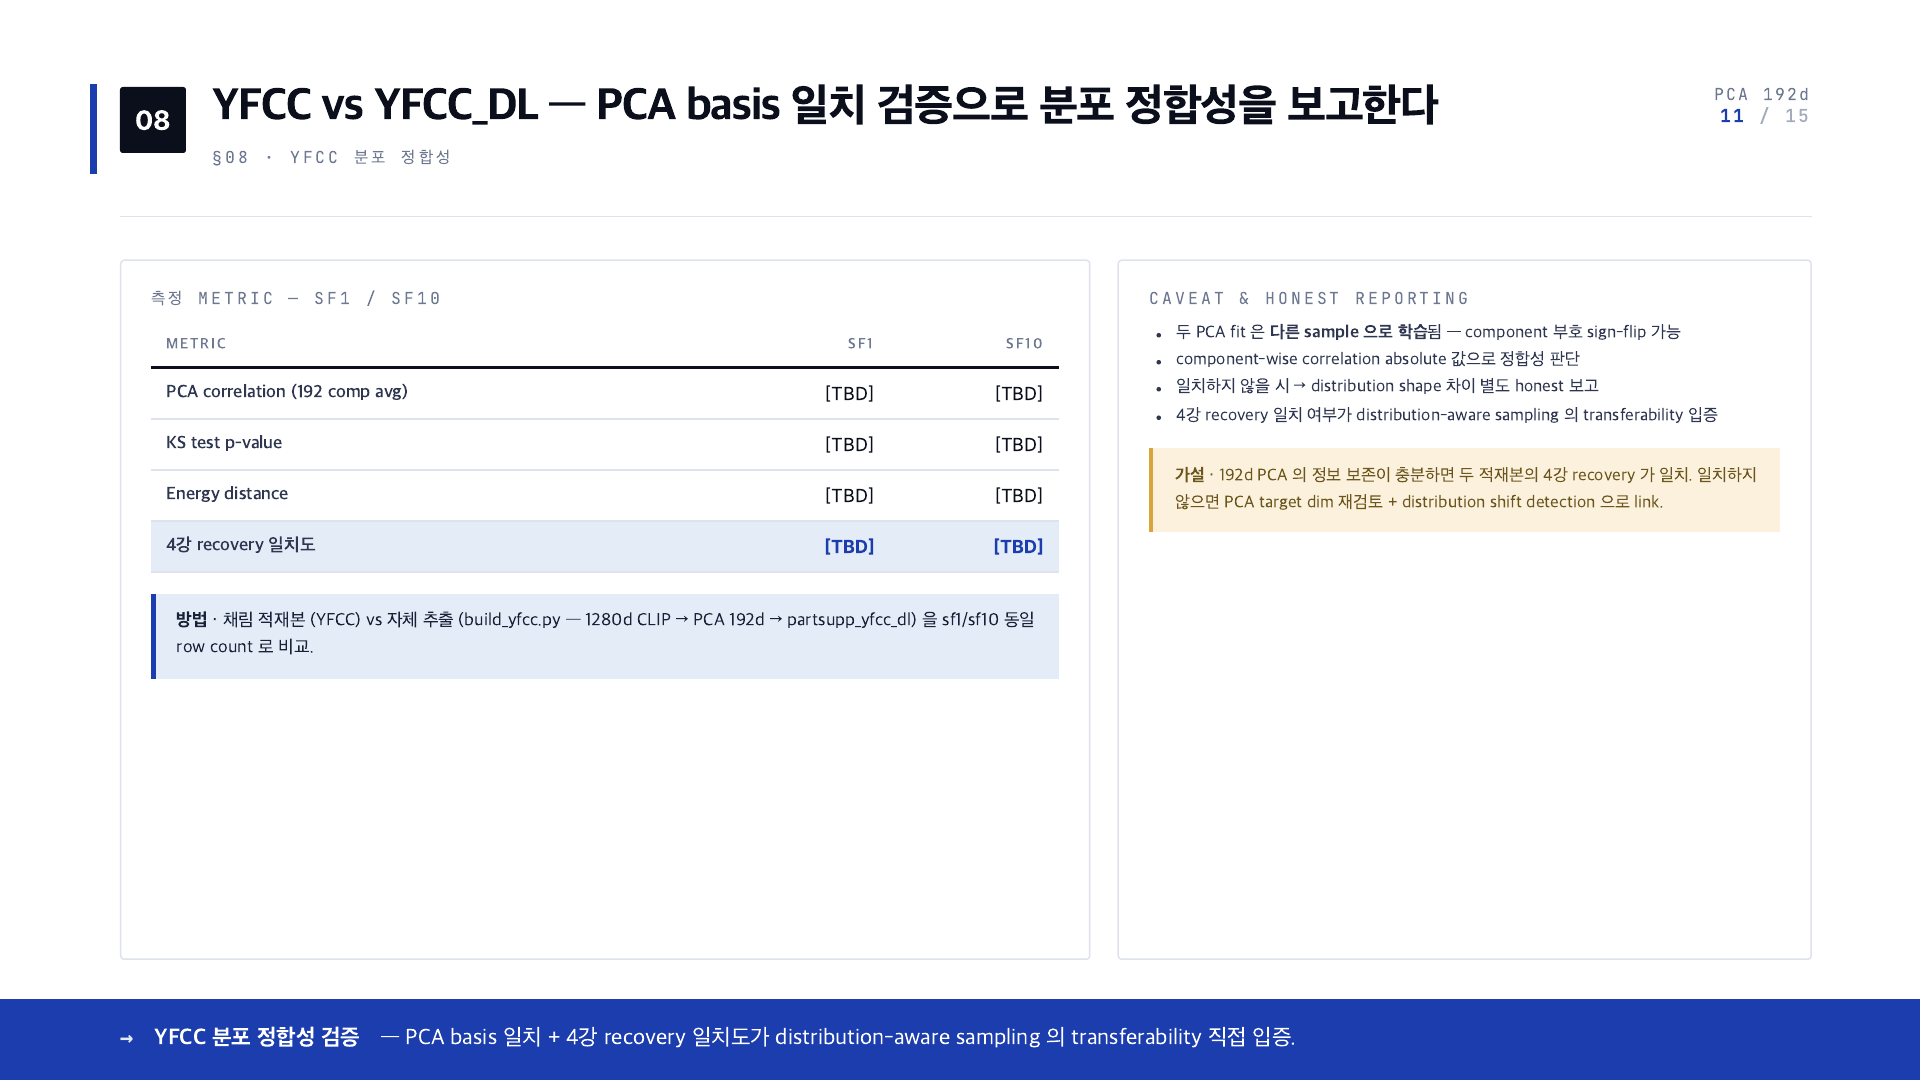 08
YFCC vs YFCC_DL — PCA basis 일치 검증으로 분포 정합성을 보고한다
§08 · YFCC 분포 정합성
PCA 192d
11 / 15
측정 METRIC — SF1 / SF10
METRIC SF1 SF10
PCA correlation (192 comp avg) [TBD] [TBD]
KS test p-value [TBD] [TBD]
Energy distance [TBD] [TBD]
4강 recovery 일치도 [TBD] [TBD]
방법 · 채림 적재본 (YFCC) vs 자체 추출 (build_yfcc.py — 1280d CLIP → PCA 192d → partsupp_yfcc_dl) 을 sf1/sf10 동일
row count 로 비교.
CAVEAT & HONEST REPORTING
• 두 PCA fit 은 다른 sample 으로 학습됨 — component 부호 sign-flip 가능
• component-wise correlation absolute 값으로 정합성 판단
• 일치하지 않을 시 → distribution shape 차이 별도 honest 보고
• 4강 recovery 일치 여부가 distribution-aware sampling 의 transferability 입증
가설 · 192d PCA 의 정보 보존이 충분하면 두 적재본의 4강 recovery 가 일치. 일치하지
않으면 PCA target dim 재검토 + distribution shift detection 으로 link.
→ YFCC 분포 정합성 검증 — PCA basis 일치 + 4강 recovery 일치도가 distribution-aware sampling 의 transferability 직접 입증.